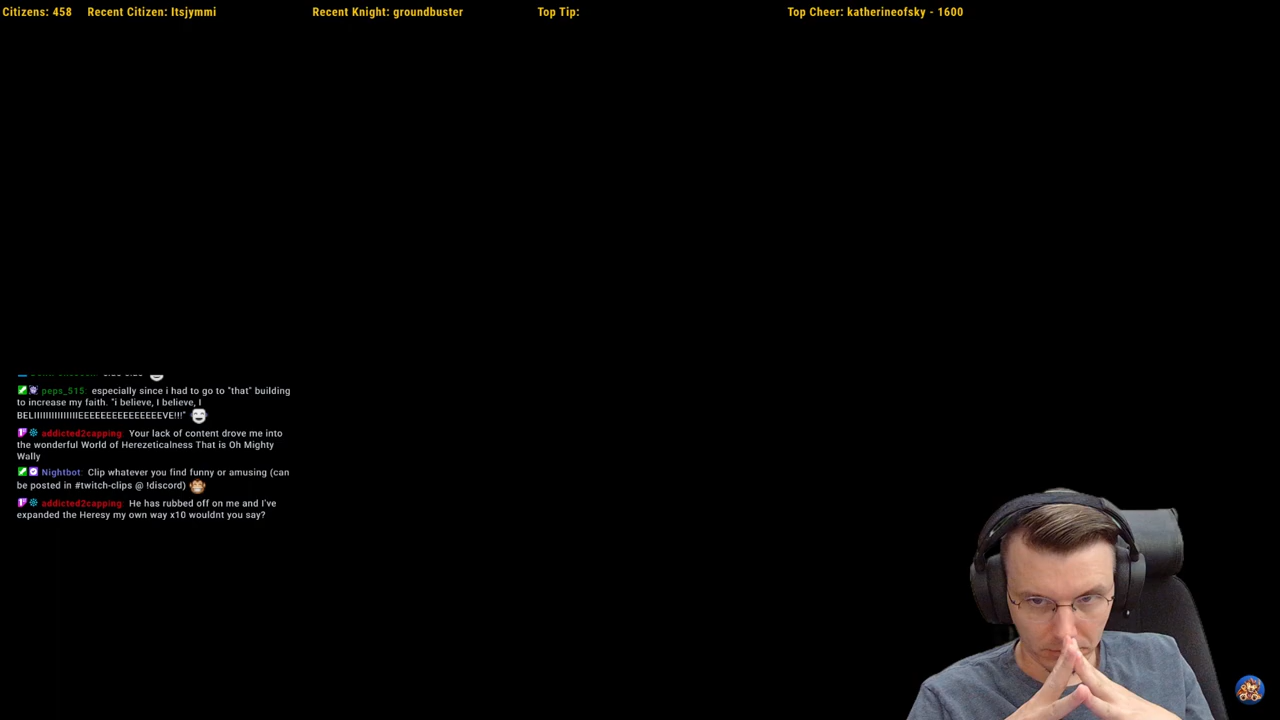 Citizens: 458 Recent Citizen: Itsjymmi Recent Knight: groundbuster Top Tip: Top Cheer: katherineofsky - 1600
peps_515: especially since i had to go to "that" building
to increase my faith. "i believe, i believe, I
BELIIIIIIIIIIIIIIIEEEEEEEEEEEEEEEVE!!!"
addicted2capping: Your lack of content drove me into
the wonderful World of Herezeticalness That is Oh Mighty
Wally
Nightbot: Clip whatever you find funny or amusing (can
be posted in #twitch-clips @ !discord)
addicted2capping: He has rubbed off on me and I've
expanded the Heresy my own way x10 wouldnt you say?